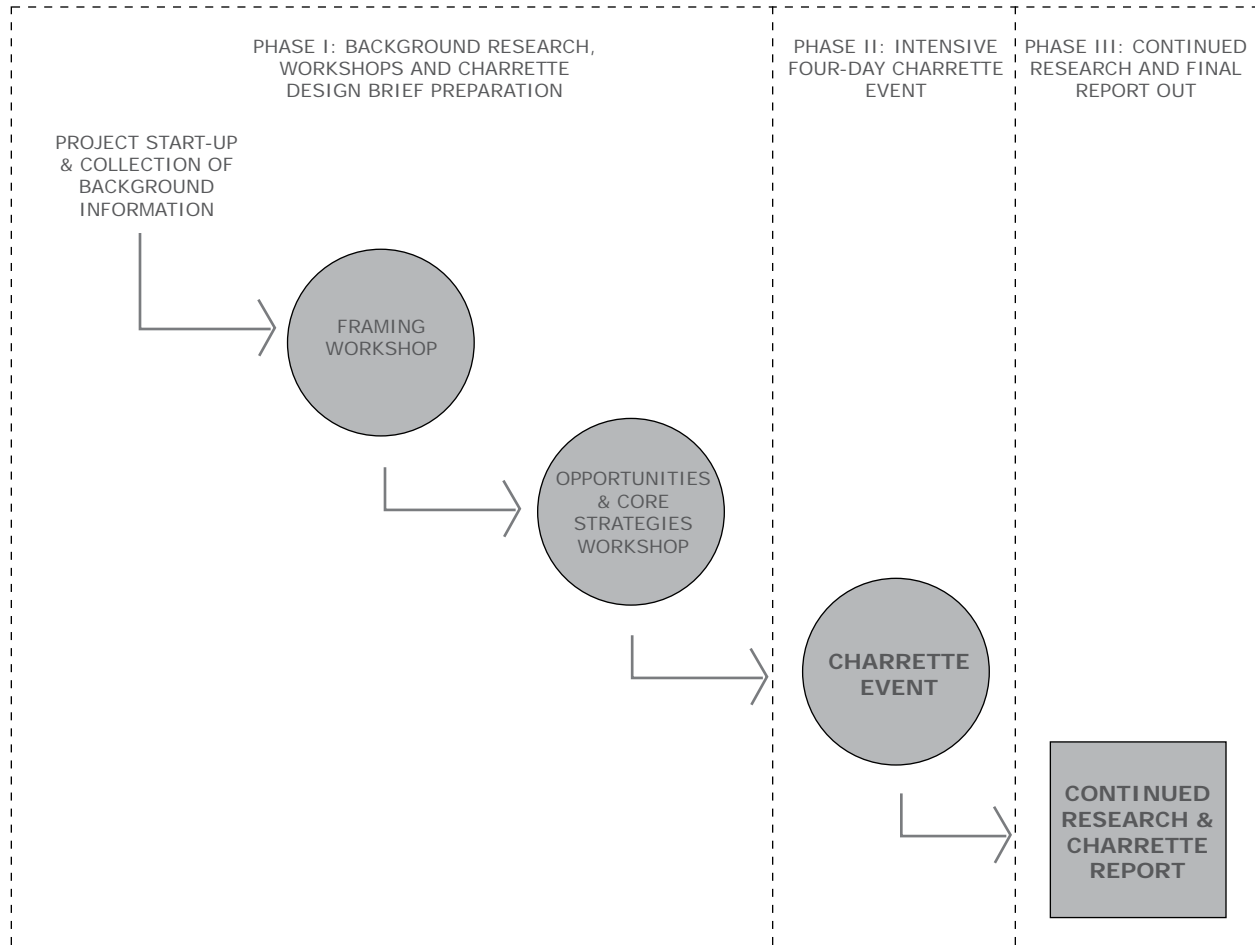 PHASE I: BACKGROUND RESEARCH,
WORKSHOPS AND CHARRETTE
DESIGN BRIEF PREPARATION
PHASE II: INTENSIVE
FOUR-DAY CHARRETTE
EVENT
PHASE III: CONTINUED
RESEARCH AND FINAL
REPORT OUT
PROJECT START-UP
& COLLECTION OF
BACKGROUND
INFORMATION
FRAMING
WORKSHOP
OPPORTUNITIES
& CORE
STRATEGIES
WORKSHOP
CHARRETTE
EVENT
CONTINUED
RESEARCH &
CHARRETTE
REPORT